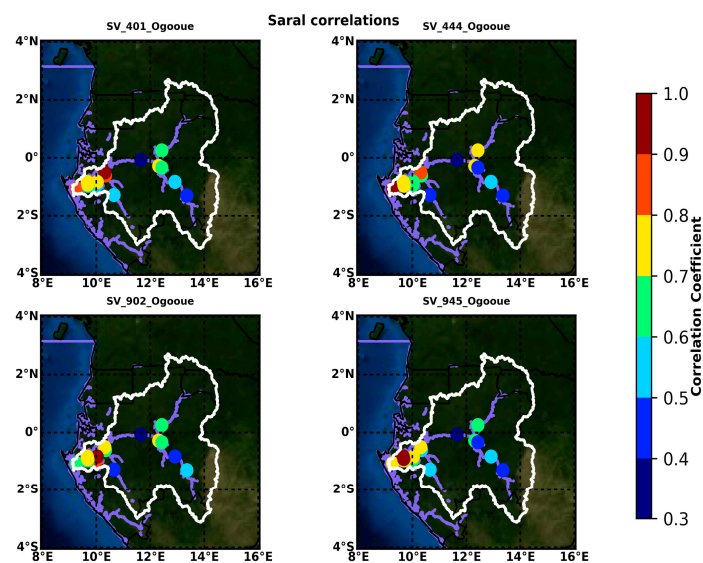 Saral correlations
SV_401_Ogooue
SV_444_Ogooue
4°N
2°N
0°
2°S
4°S
8°E
10°E
12°E
14°E
16°E
4°N
2°N
0°
2°S
4°S
8°E
10°E
12°E
14°E
16°E
SV_902_Ogooue
SV_945_Ogooue
4°N
2°N
0°
2°S
4°S
8°E
10°E
12°E
14°E
16°E
4°N
2°N
0°
2°S
4°S
8°E
10°E
12°E
14°E
16°E
1.0
0.9
0.8
0.7
0.6
0.5
0.4
0.3
Correlation Coefficient